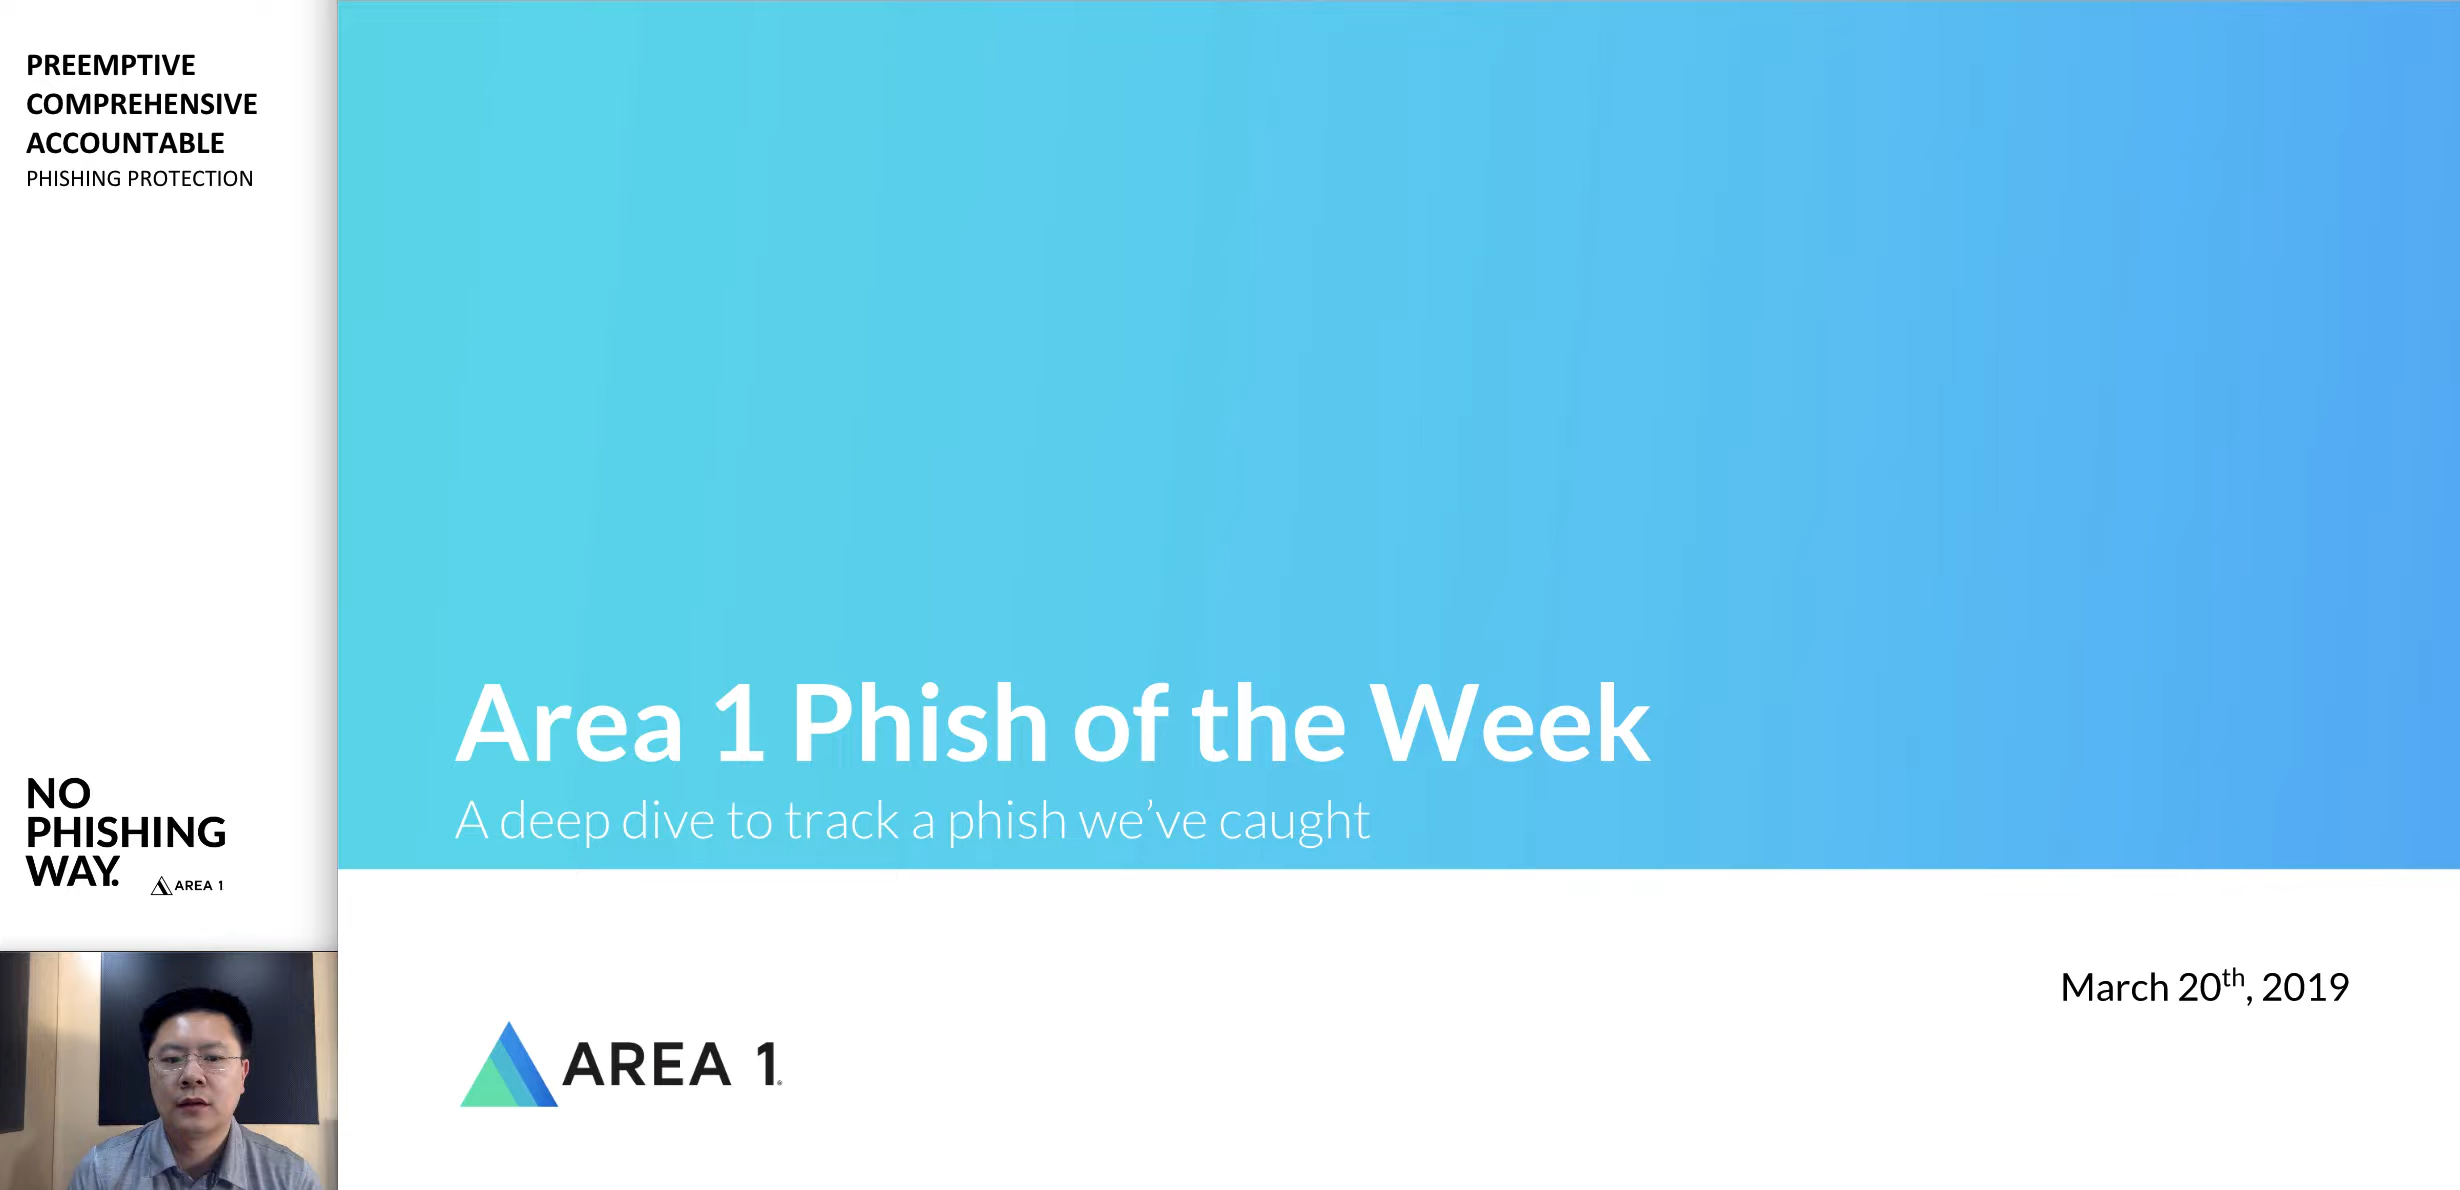 PREEMPTIVE
COMPREHENSIVE
ACCOUNTABLE
PHISHING PROTECTION
NO
PHISHING
WAY.
AREA 1
Area 1 Phish of the Week
A deep dive to track a phish we’ve caught
March 20th, 2019
AREA 1®